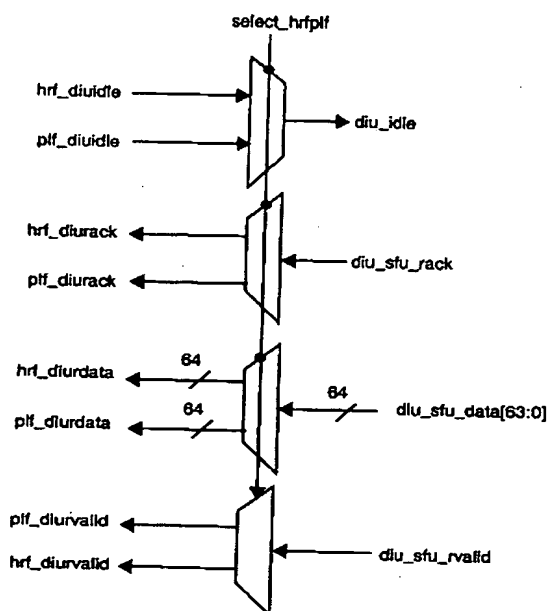 select_hrfplf
hrf_diuidle
plf_diuidle
diu_idle
hrf_diurack
plf_diurack
diu_sfu_rack
hrf_diurdata
64
plf_diurdata
64
64
diu_sfu_data[63:0]
plf_diurvalid
hrf_diurvalid
diu_sfu_rvalid